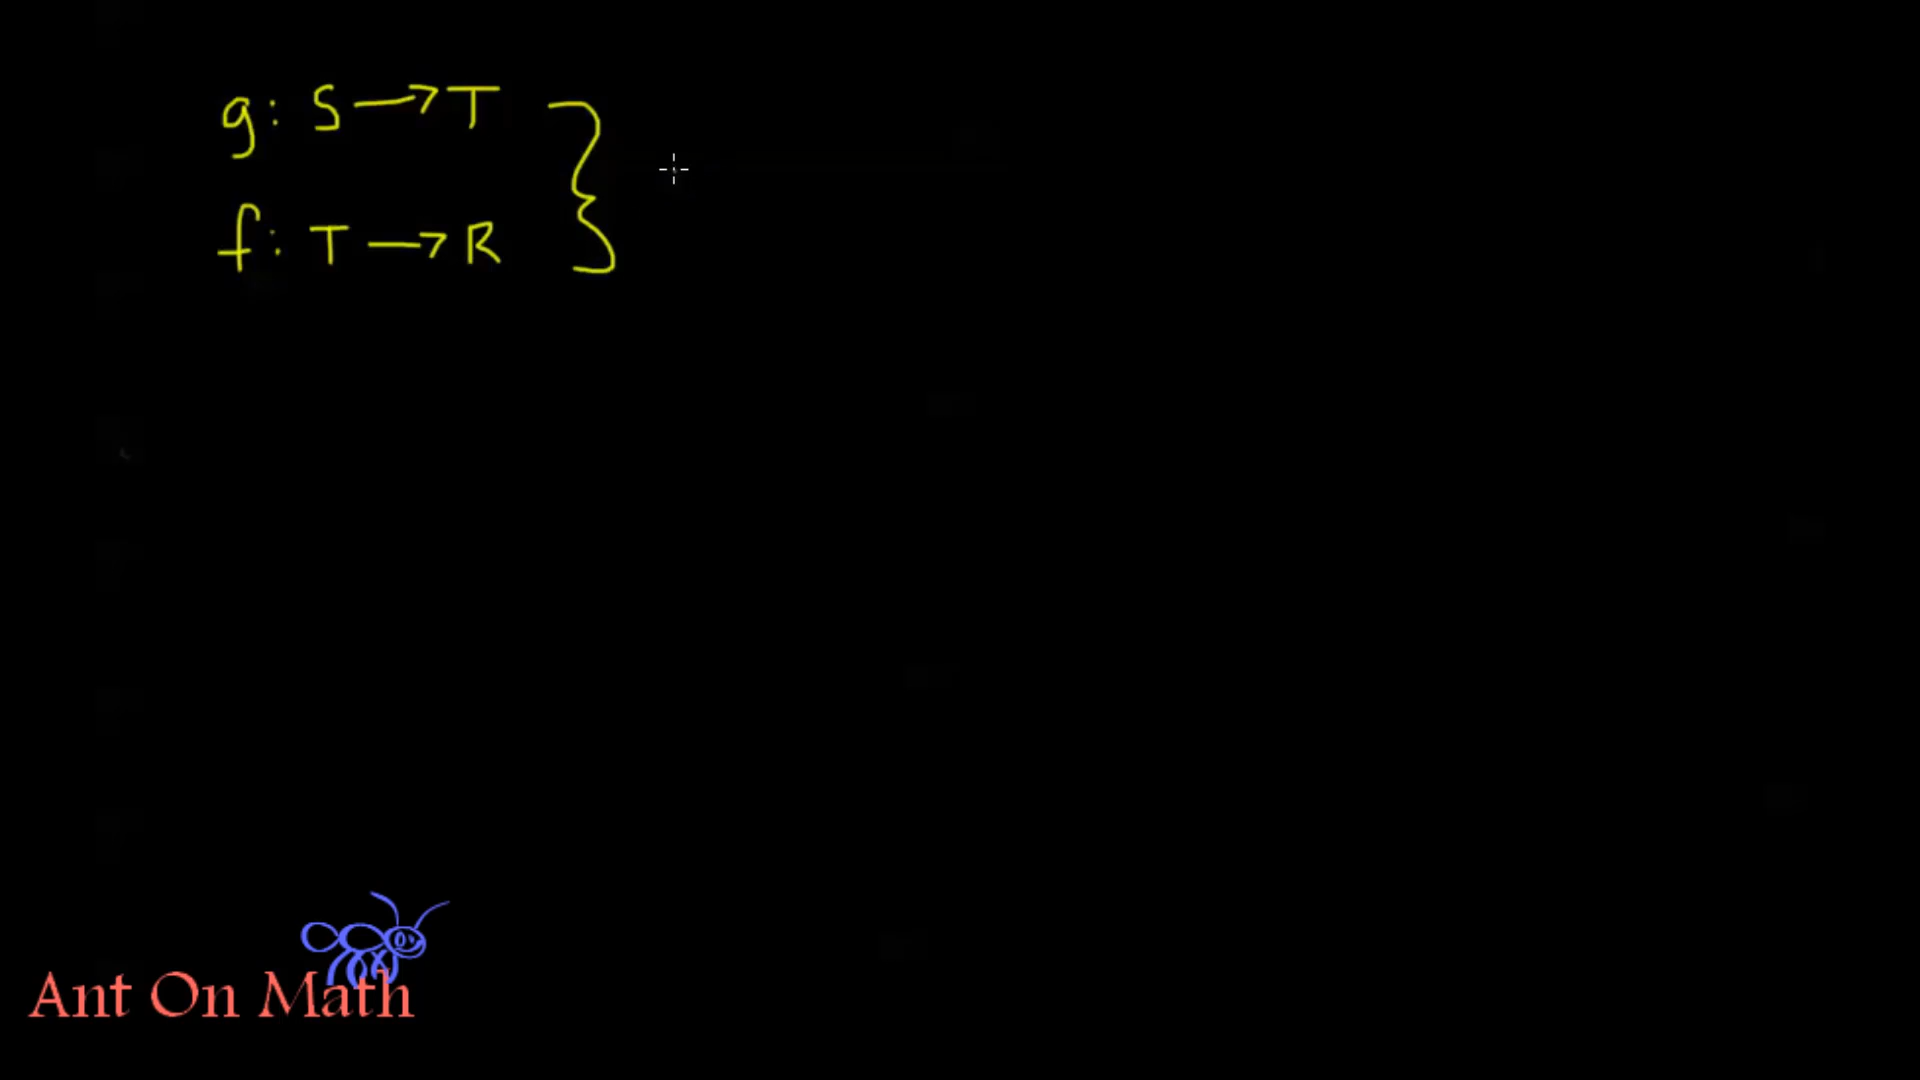 g: S → T
f: T → R
Ant On Math